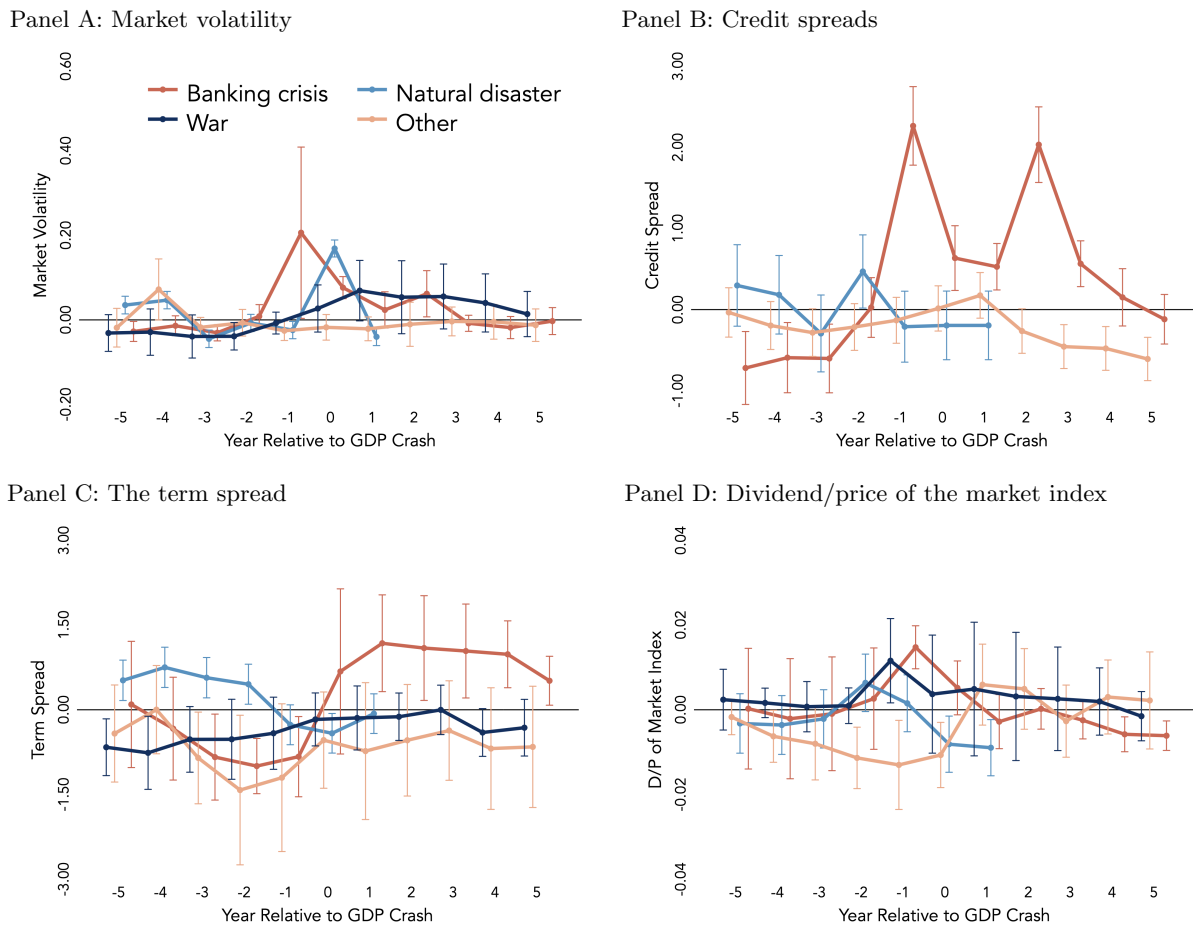 Panel A: Market volatility
0.60
0.40
0.20
0.00
-0.20
Market Volatility
Banking crisis
Natural disaster
War
Other
-5 -4 -3 -2 -1 0 1 2 3 4 5
Year Relative to GDP Crash
Panel B: Credit spreads
3.00
2.00
1.00
0.00
-1.00
Credit Spread
-5 -4 -3 -2 -1 0 1 2 3 4 5
Year Relative to GDP Crash
Panel C: The term spread
3.00
1.50
0.00
-1.50
-3.00
Term Spread
-5 -4 -3 -2 -1 0 1 2 3 4 5
Year Relative to GDP Crash
Panel D: Dividend/price of the market index
0.04
0.02
0.00
-0.02
-0.04
D/P of Market Index
-5 -4 -3 -2 -1 0 1 2 3 4 5
Year Relative to GDP Crash